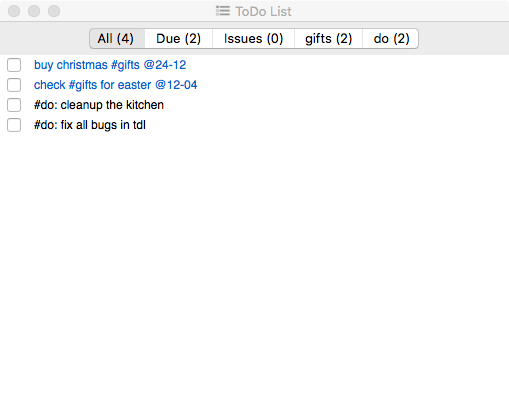 ToDo List
All (4) Due (2) Issues (0) gifts (2) do (2)
buy christmas #gifts @24-12
check #gifts for easter @12-04
#do: cleanup the kitchen
#do: fix all bugs in tdl